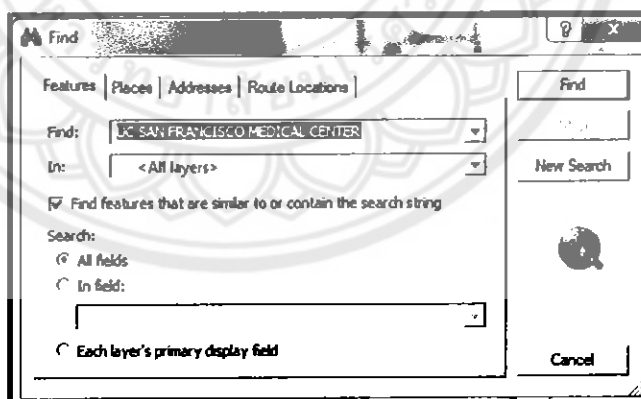 Find
?
X
Features | Places | Addresses | Route Locations |
Find: UC SAN FRANCISCO MEDICAL CENTER
In: <All layers>
Find features that are similar to or contain the search string
Search:
All fields
In field:
Each layer's primary display field
Find
New Search
Cancel